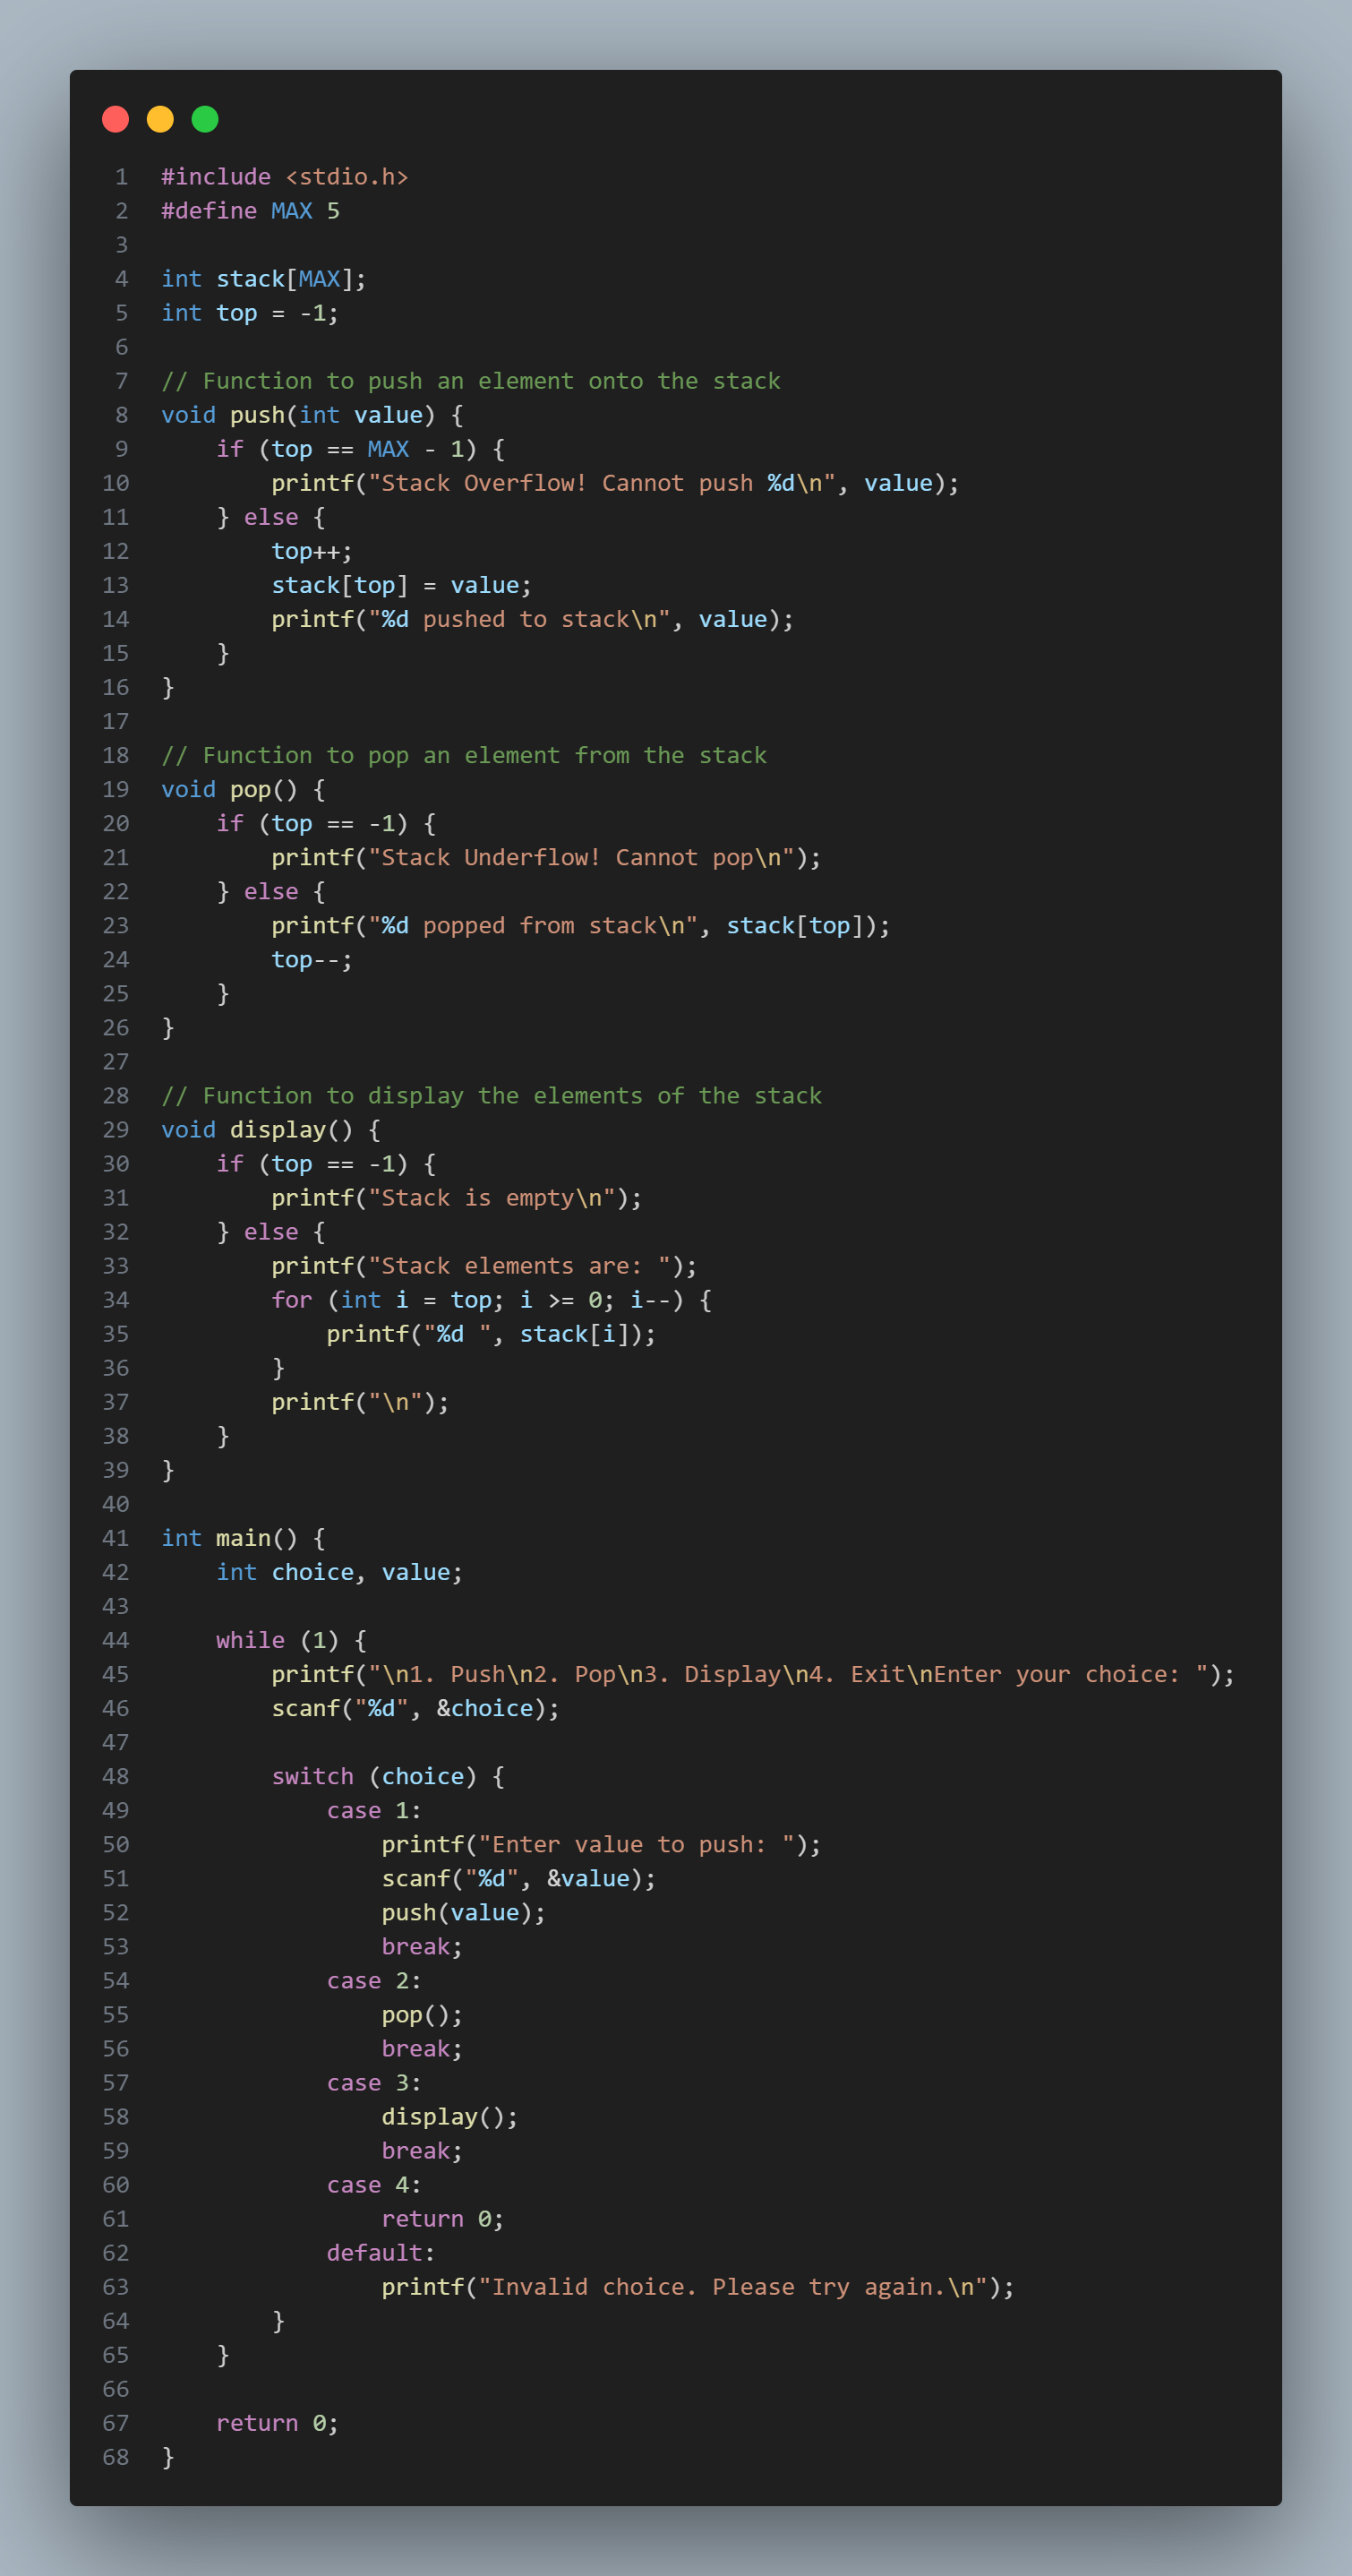 1 #include <stdio.h>
2 #define MAX 5
3
4 int stack[MAX];
5 int top = -1;
6
7 // Function to push an element onto the stack
8 void push(int value) {
9     if (top == MAX - 1) {
10         printf("Stack Overflow! Cannot push %d\n", value);
11     } else {
12         top++;
13         stack[top] = value;
14         printf("%d pushed to stack\n", value);
15     }
16 }
17
18 // Function to pop an element from the stack
19 void pop() {
20     if (top == -1) {
21         printf("Stack Underflow! Cannot pop\n");
22     } else {
23         printf("%d popped from stack\n", stack[top]);
24         top--;
25     }
26 }
27
28 // Function to display the elements of the stack
29 void display() {
30     if (top == -1) {
31         printf("Stack is empty\n");
32     } else {
33         printf("Stack elements are: ");
34         for (int i = top; i >= 0; i--) {
35             printf("%d ", stack[i]);
36         }
37         printf("\n");
38     }
39 }
40
41 int main() {
42     int choice, value;
43
44     while (1) {
45         printf("\n1. Push\n2. Pop\n3. Display\n4. Exit\nEnter your choice: ");
46         scanf("%d", &choice);
47
48         switch (choice) {
49             case 1:
50                 printf("Enter value to push: ");
51                 scanf("%d", &value);
52                 push(value);
53                 break;
54             case 2:
55                 pop();
56                 break;
57             case 3:
58                 display();
59                 break;
60             case 4:
61                 return 0;
62             default:
63                 printf("Invalid choice. Please try again.\n");
64         }
65     }
66
67     return 0;
68 }